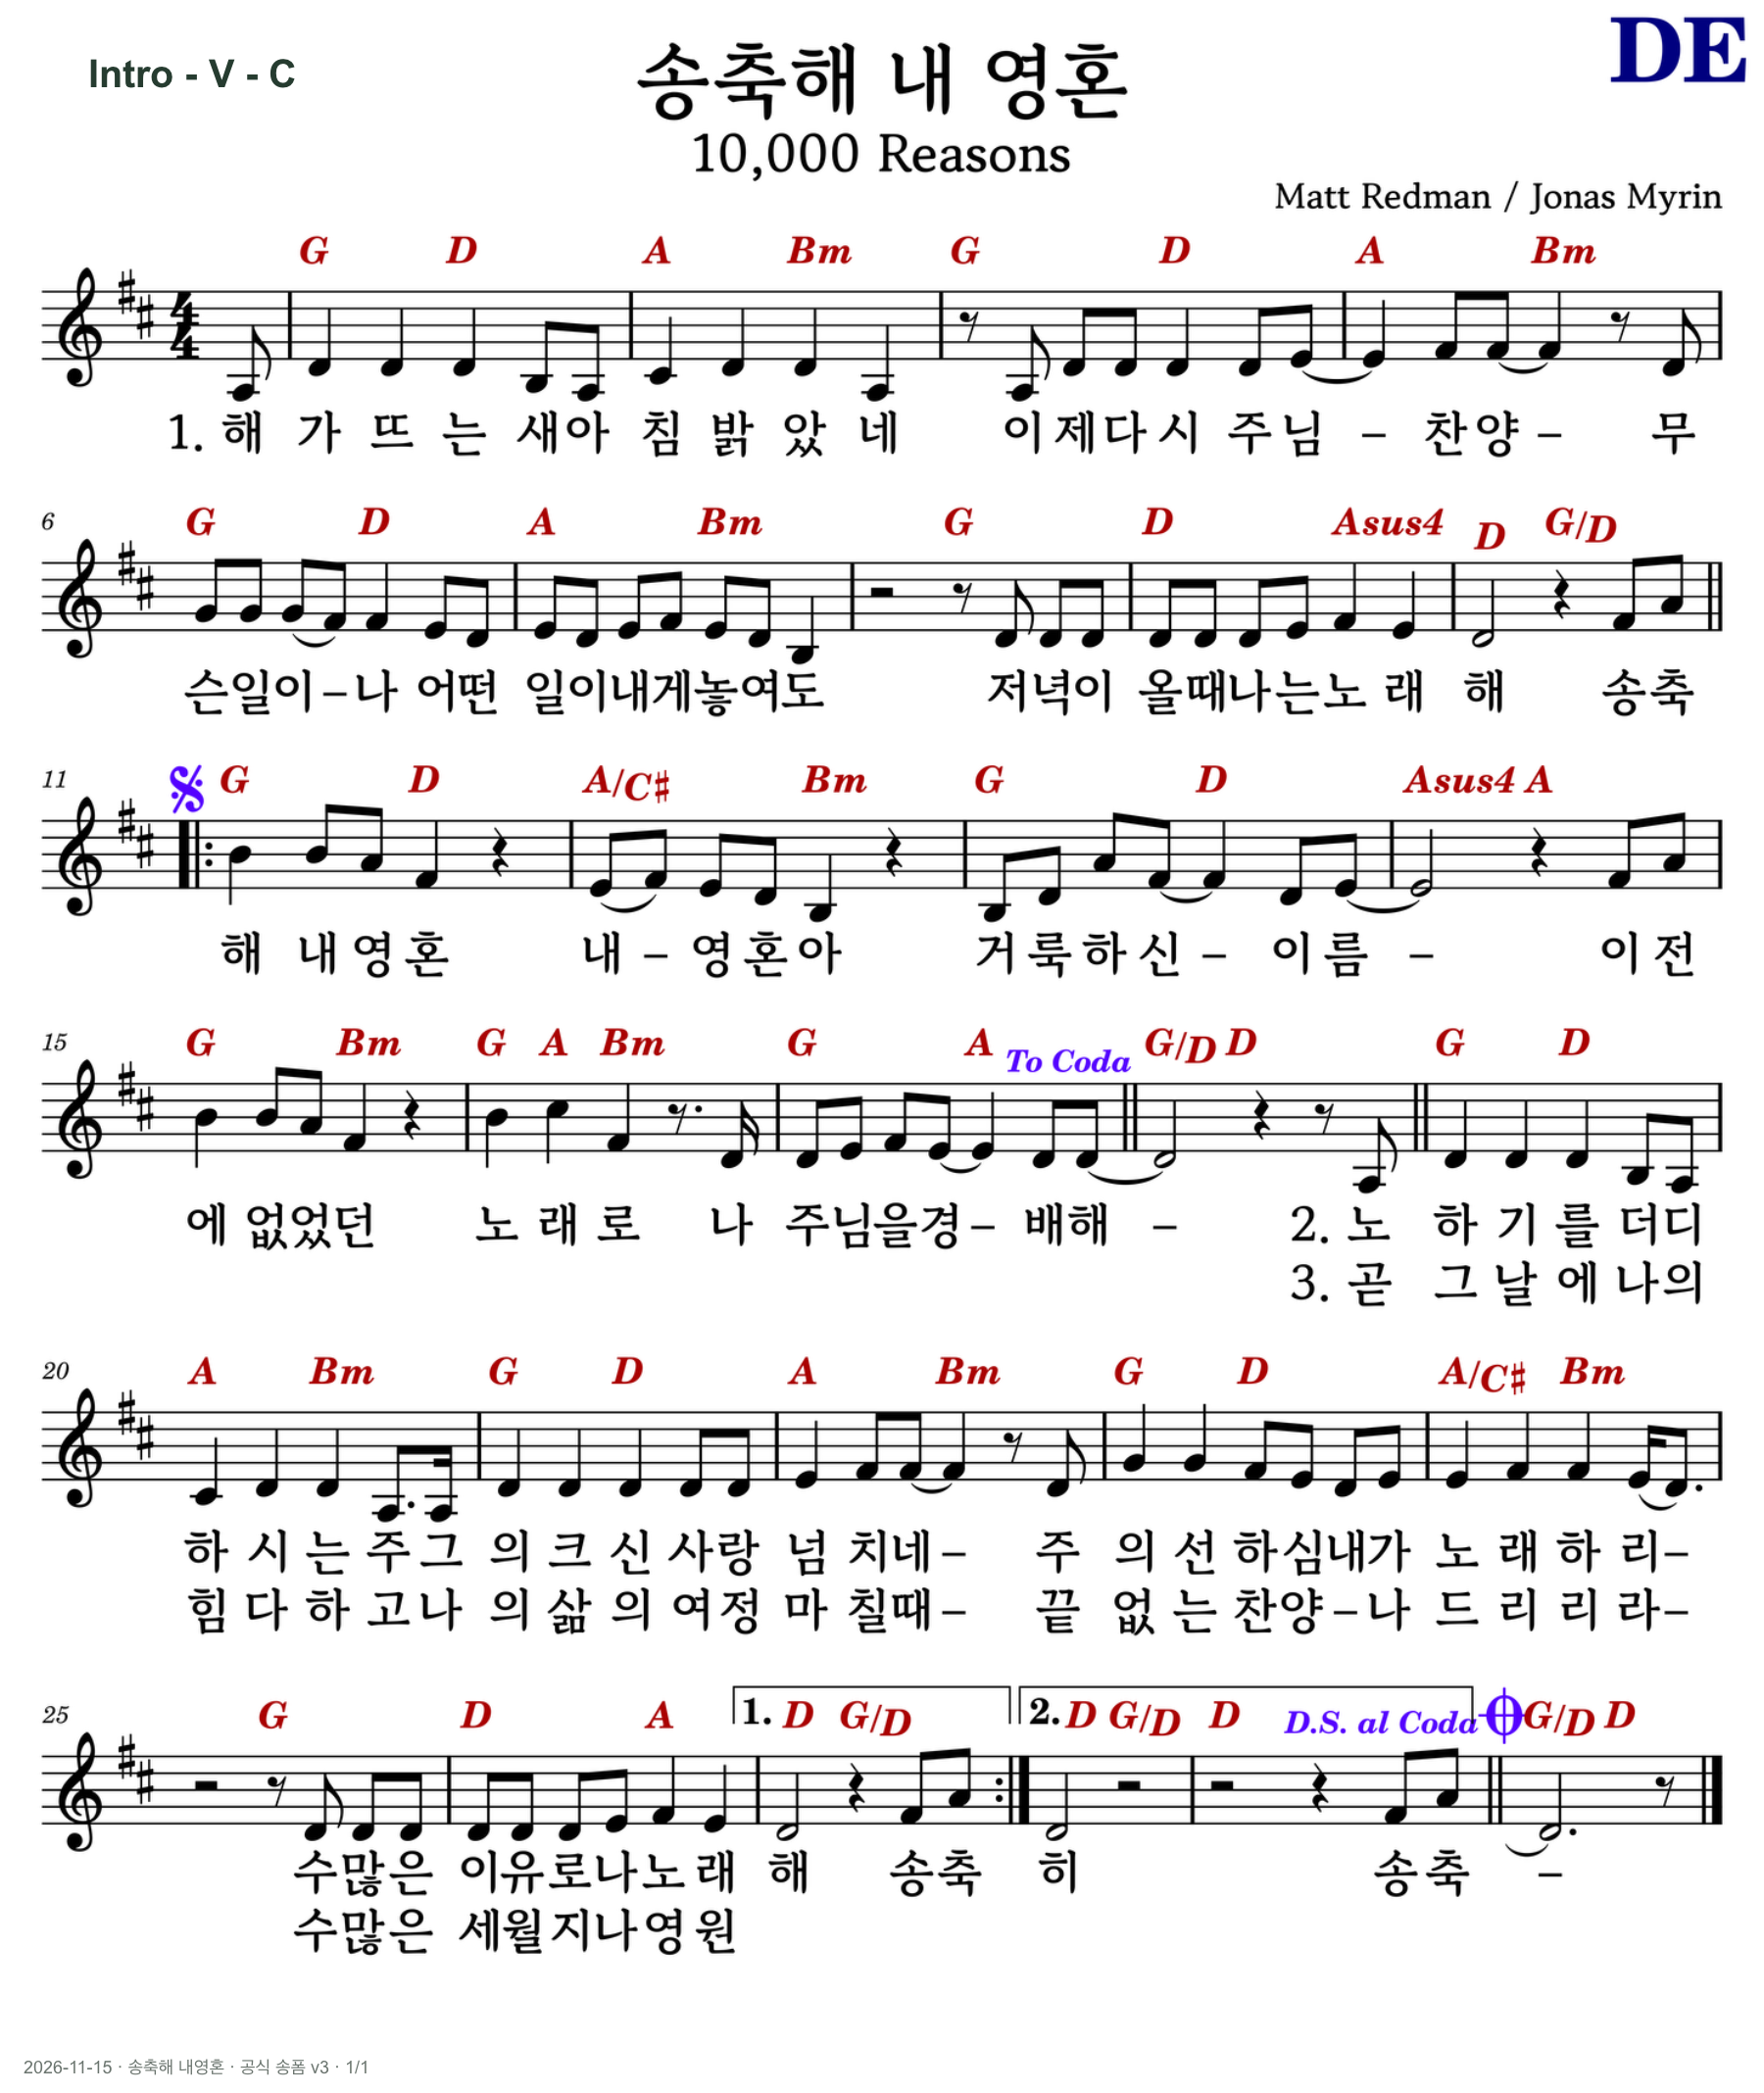 DE
Intro - V - C
송축해 내 영혼
10,000 Reasons
Matt Redman / Jonas Myrin
G D A Bm G D A Bm
4/4
1. 해 가 뜨 는 새아 침 밝 았 네 이제다시 주님 – 찬양 – 무
6
G D A Bm G D Asus4 D G/D
슨일이–나 어떤 일이내게놓여도 저녁이 올때나는노 래 해 송축
11
G D A/C♯ Bm G D Asus4 A
해 내 영 혼 내 – 영 혼 아 거 룩 하 신 – 이 름 – 이 전
15
G Bm G A Bm G A To Coda G/D D G D
에 없었던 노 래 로 나 주님을경– 배해 – 2. 노 하 기 를 더디
3. 곧 그 날 에 나의
20
A Bm G D A Bm G D A/C♯ Bm
하 시 는 주그 의 크 신 사랑 넘 치네– 주 의 선 하심내가 노 래 하 리–
힘 다 하 고나 의 삶 의 여정 마 칠때– 끝 없 는 찬양–나 드 리 리 라–
25
G D A 1. D G/D 2. D G/D D D.S. al Coda G/D D
수많은 이유로나노 래 해 송축 히 송축 –
수많은 세월지나영 원
2026-11-15 · 송축해 내영혼 · 공식 송폼 v3 · 1/1